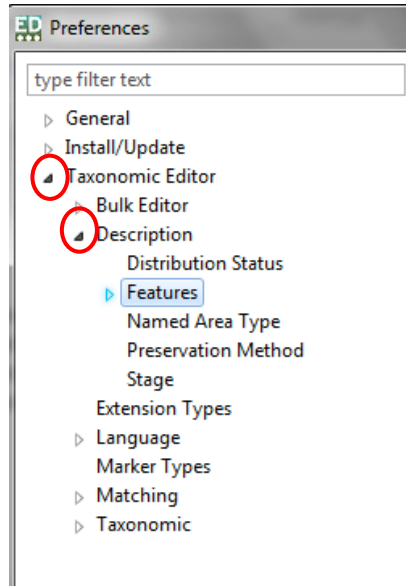 ED Preferences
type filter text
General
Install/Update
Taxonomic Editor
Bulk Editor
Description
Distribution Status
Features
Named Area Type
Preservation Method
Stage
Extension Types
Language
Marker Types
Matching
Taxonomic